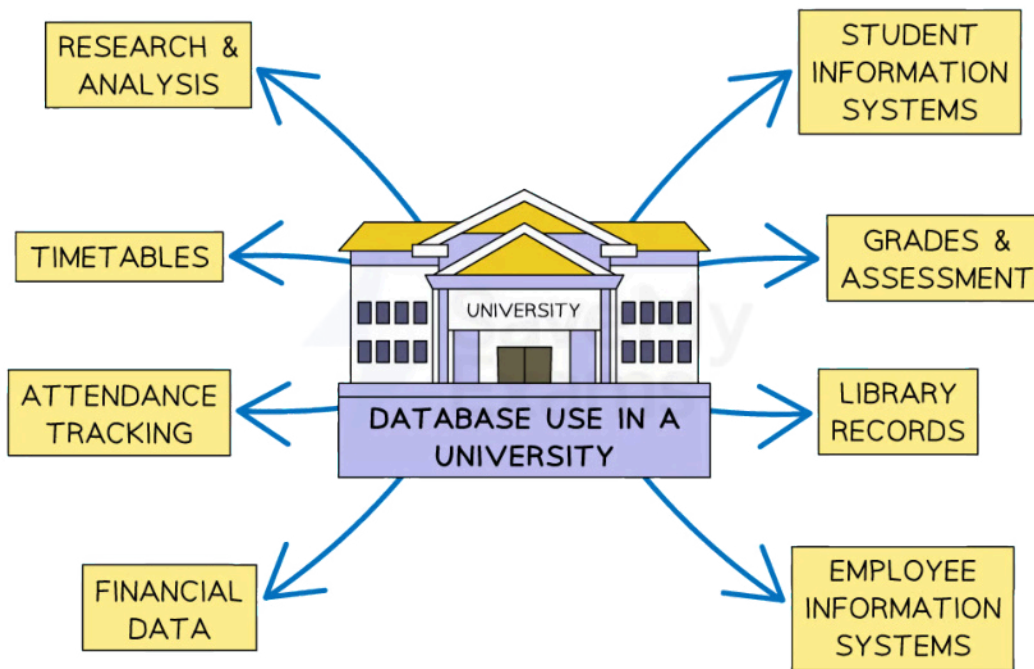 RESEARCH &
ANALYSIS
STUDENT
INFORMATION
SYSTEMS
TIMETABLES
GRADES &
ASSESSMENT
UNIVERSITY
ATTENDANCE
TRACKING
DATABASE USE IN A
UNIVERSITY
LIBRARY
RECORDS
FINANCIAL
DATA
EMPLOYEE
INFORMATION
SYSTEMS